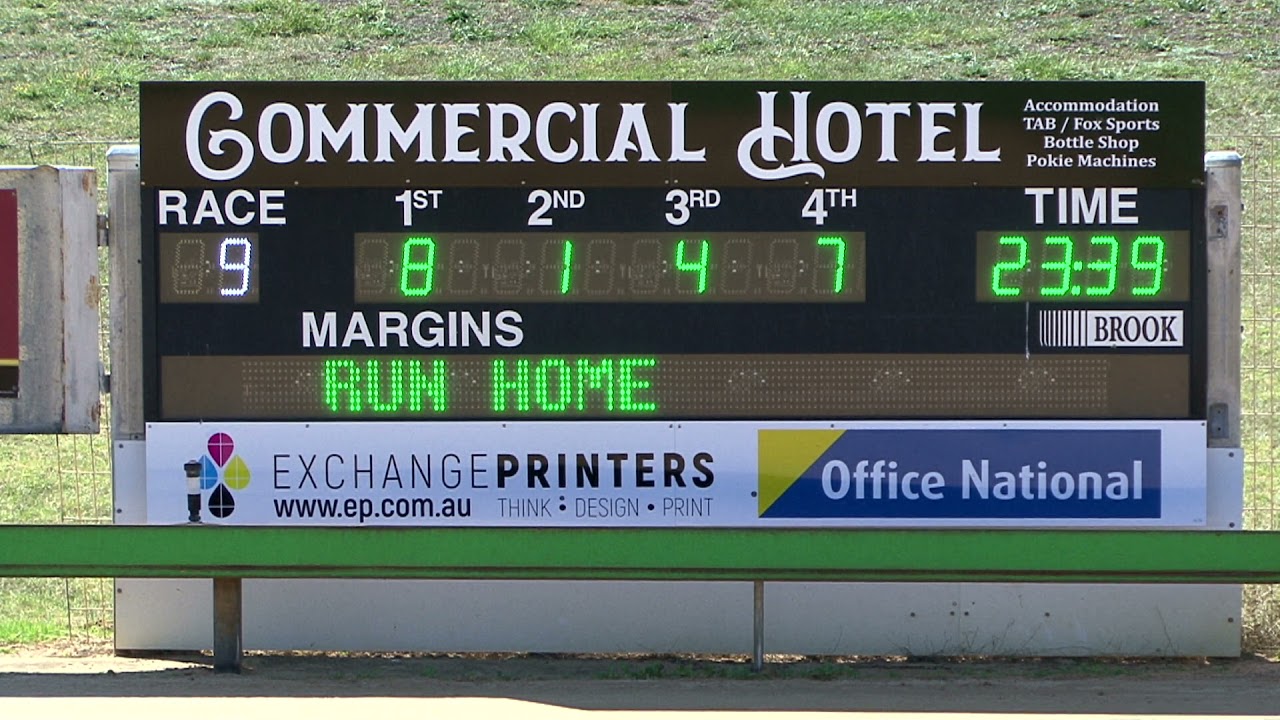 COMMERCIAL HOTEL
Accommodation
TAB / Fox Sports
Bottle Shop
Pokie Machines
RACE 1ST 2ND 3RD 4TH TIME
9 8 1 4 7 23:39
MARGINS
BROOK
RUN HOME
EXCHANGEPRINTERS
www.ep.com.au THINK : DESIGN • PRINT
Office National